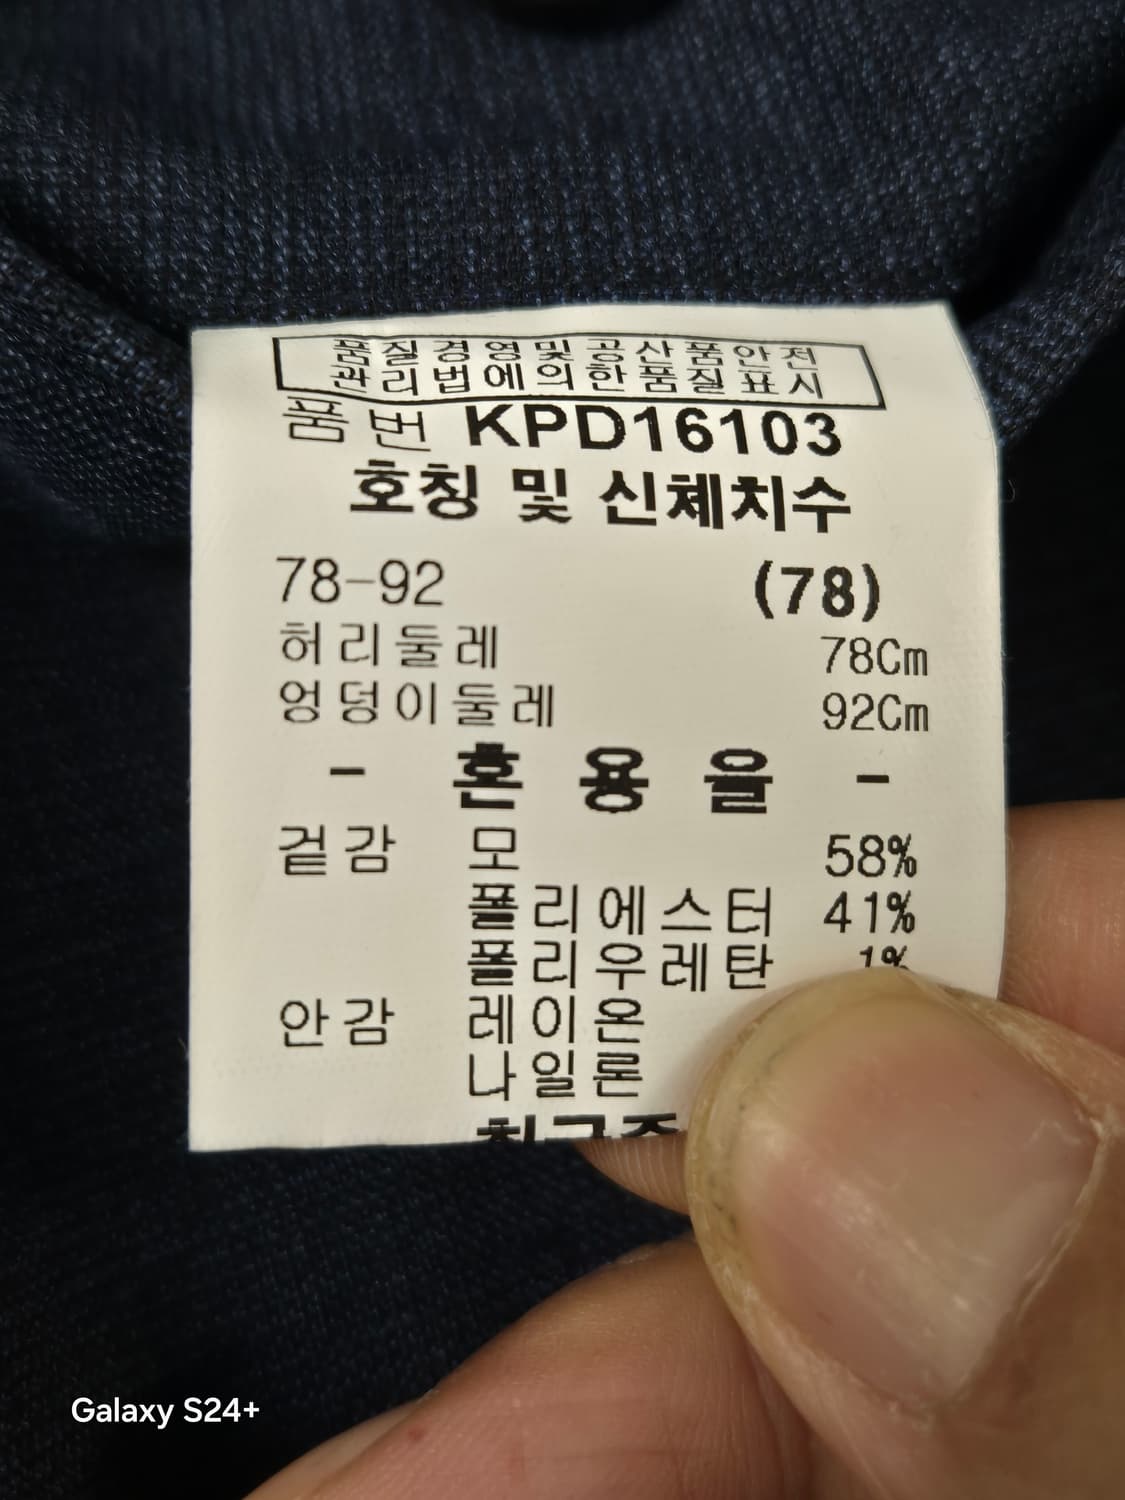 품질경영및공산품안전
관리법에의한품질표시
품번 KPD16103
호칭 및 신체치수
78-92 (78)
허리둘레 78Cm
엉덩이둘레 92Cm
- 혼용율 -
겉감 모 58%
폴리에스터 41%
폴리우레탄 1%
안감 레이온
나일론
Galaxy S24+